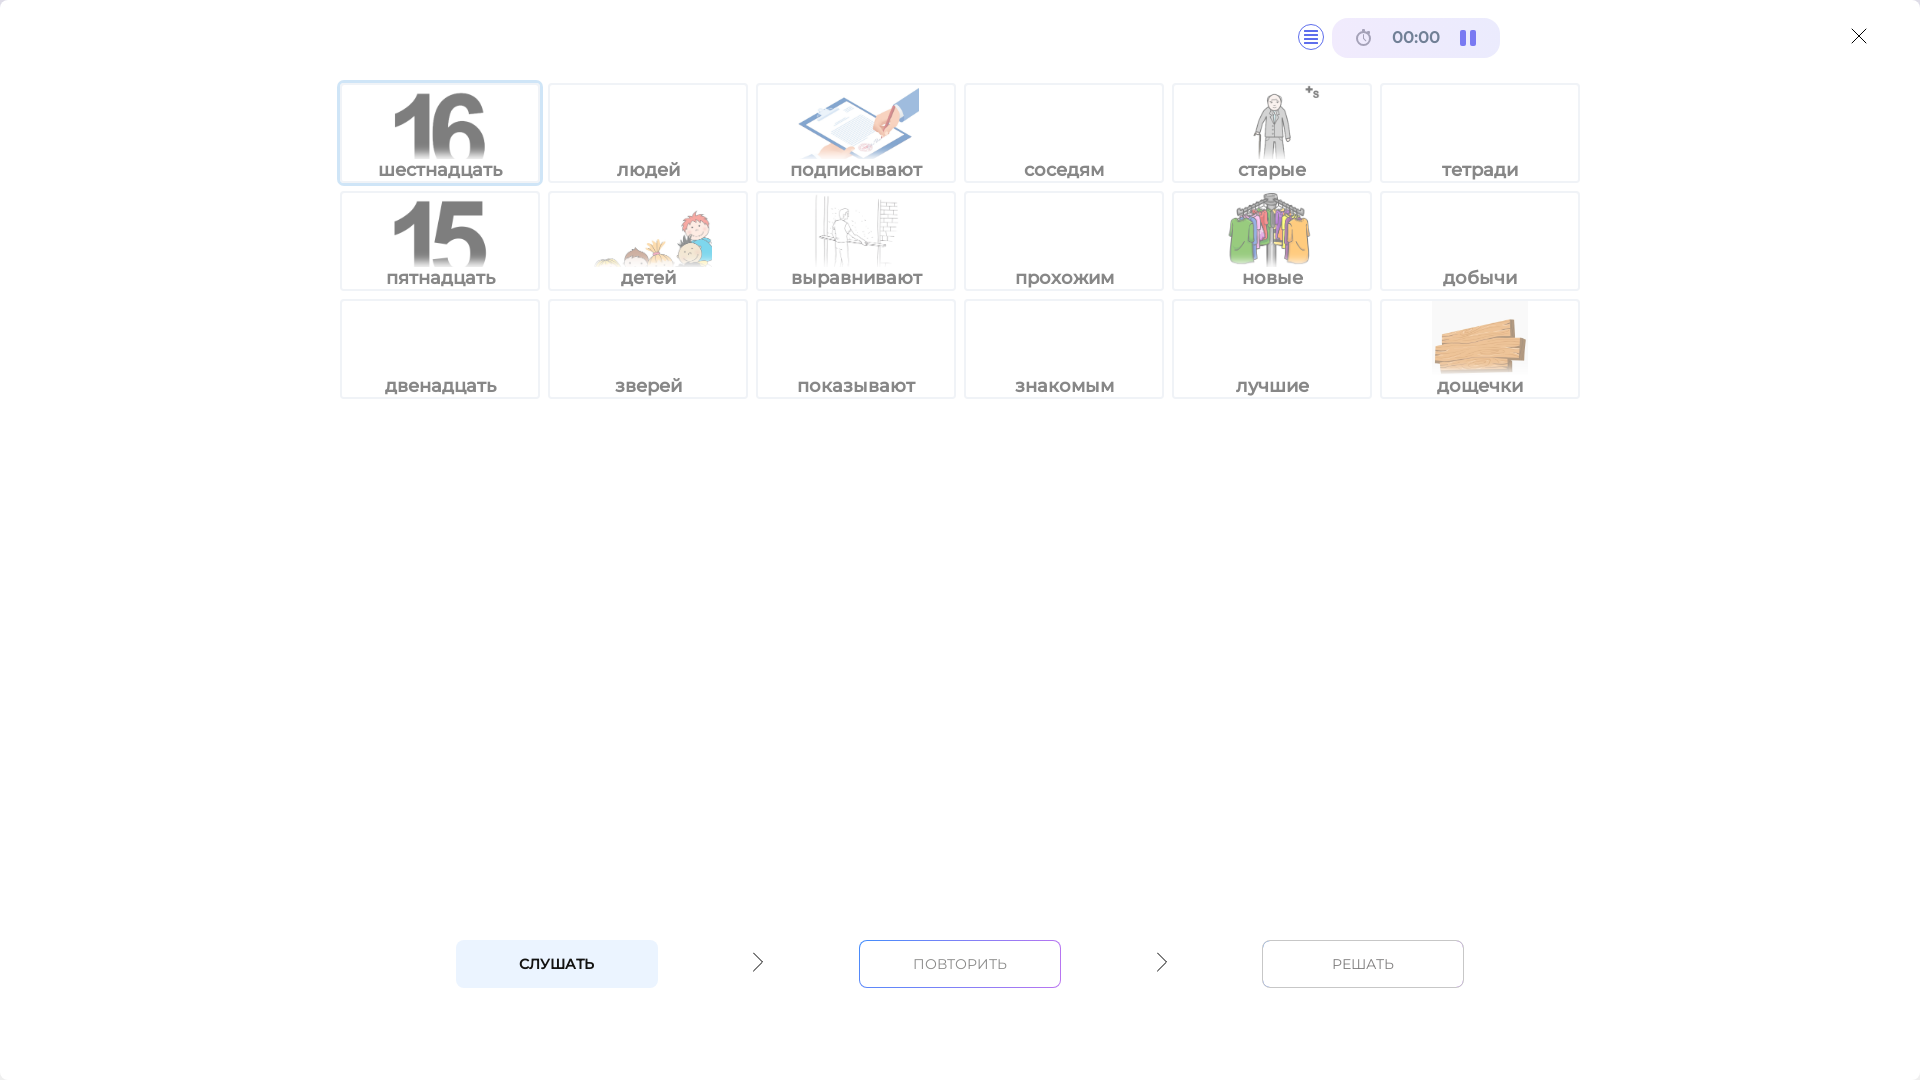 00:00
16
+s
шестнадцать
людей
подписывают
соседям
старые
тетради
15
пятнадцать
детей
выравнивают
прохожим
новые
добычи
двенадцать
зверей
показывают
знакомым
лучшие
дощечки
СЛУШАТЬ
ПОВТОРИТЬ
РЕШАТЬ